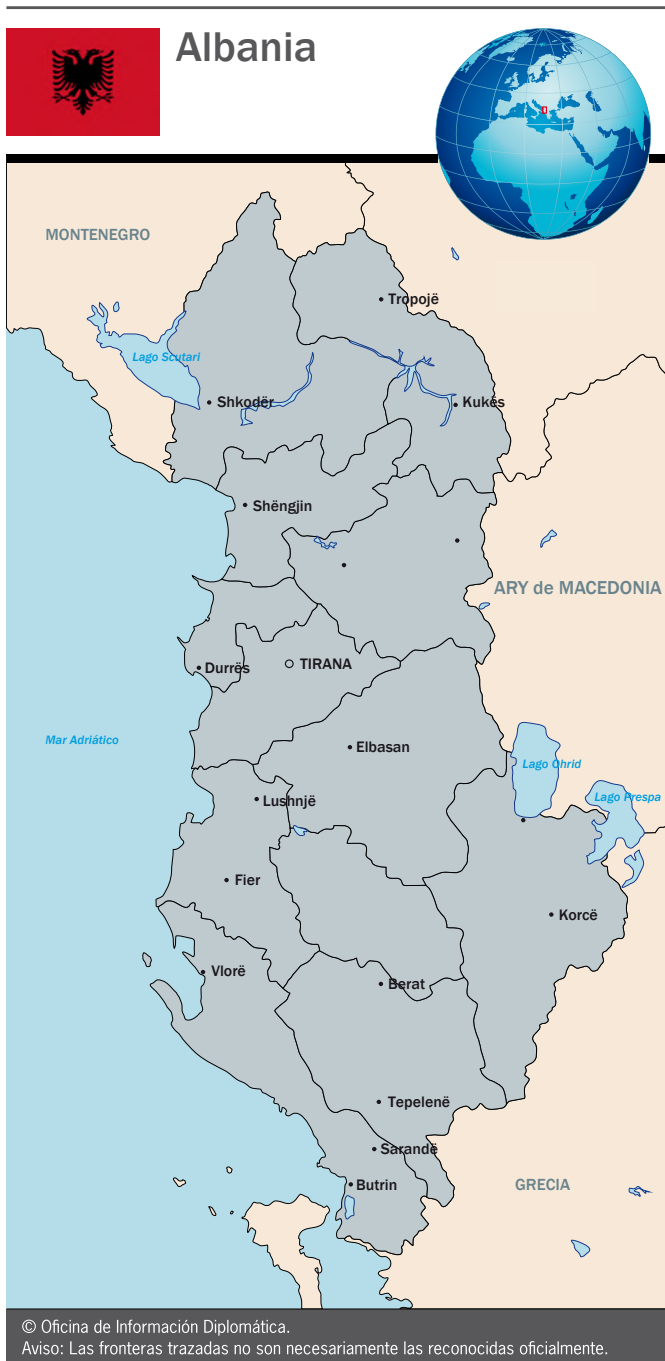 Albania
MONTENEGRO
Tropojë
Lago Scutari
Shkodër
Kukës
Shëngjin
ARY de MACEDONIA
Durrës
TIRANA
Mar Adriático
Elbasan
Lago Ohrid
Lago Prespa
Lushnjë
Fier
Korcë
Vlorë
Berat
Tepelenë
Sarandë
Butrin
GRECIA
© Oficina de Información Diplomática.
Aviso: Las fronteras trazadas no son necesariamente las reconocidas oficialmente.